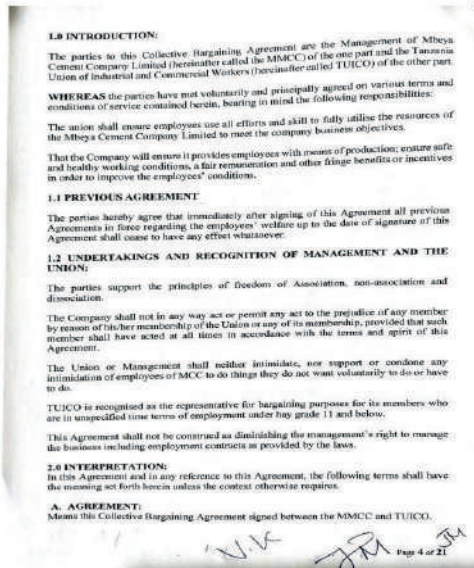 1.0 INTRODUCTION:
The parties to this Collective Bargaining Agreement are the Management of Mbeya
Cement Company Limited (hereinafter called the MMCC) of the one part and the Tanzania
Union of Industrial and Commercial Workers (hereinafter called TUICO) of the other part.
WHEREAS the parties have met voluntarily and principally agreed on various terms and
conditions of service contained herein, bearing in mind the following responsibilities:
The union shall ensure employees use all efforts and skill to fully utilise the resources of
the Mbeya Cement Company Limited to meet the company business objectives.
That the Company will ensure it provides employees with means of production; ensure safe
and healthy working conditions, a fair remuneration and other fringe benefits or incentives
in order to improve the employees' conditions.
1.1 PREVIOUS AGREEMENT
The parties hereby agree that immediately after signing of this Agreement all previous
Agreements in force regarding the employees' welfare up to the date of signature of this
Agreement shall cease to have any effect whatsoever.
1.2 UNDERTAKINGS AND RECOGNITION OF MANAGEMENT AND THE
UNION:
The parties support the principles of freedom of Association, non-association and
dissociation.
The Company shall not in any way act or permit any act to the prejudice of any member
by reason of his/her membership of the Union or any of its membership, provided that such
member shall have acted at all times in accordance with the terms and spirit of this
Agreement.
The Union or Management shall neither intimidate, nor support or condone any
intimidation of employees of MCC to do things they do not want voluntarily to do or have
to do.
TUICO is recognised as the representative for bargaining purposes for its members who
are in unspecified time terms of employment under hay grade 11 and below.
This Agreement shall not be construed as diminishing the management's right to manage
the business including employment contracts as provided by the laws.
2.0 INTERPRETATION:
In this Agreement and in any reference to this Agreement, the following terms shall have
the meaning set forth herein unless the context otherwise requires.
A. AGREEMENT:
Means this Collective Bargaining Agreement signed between the MMCC and TUICO.
V.K JM JM
Page 4 of 21